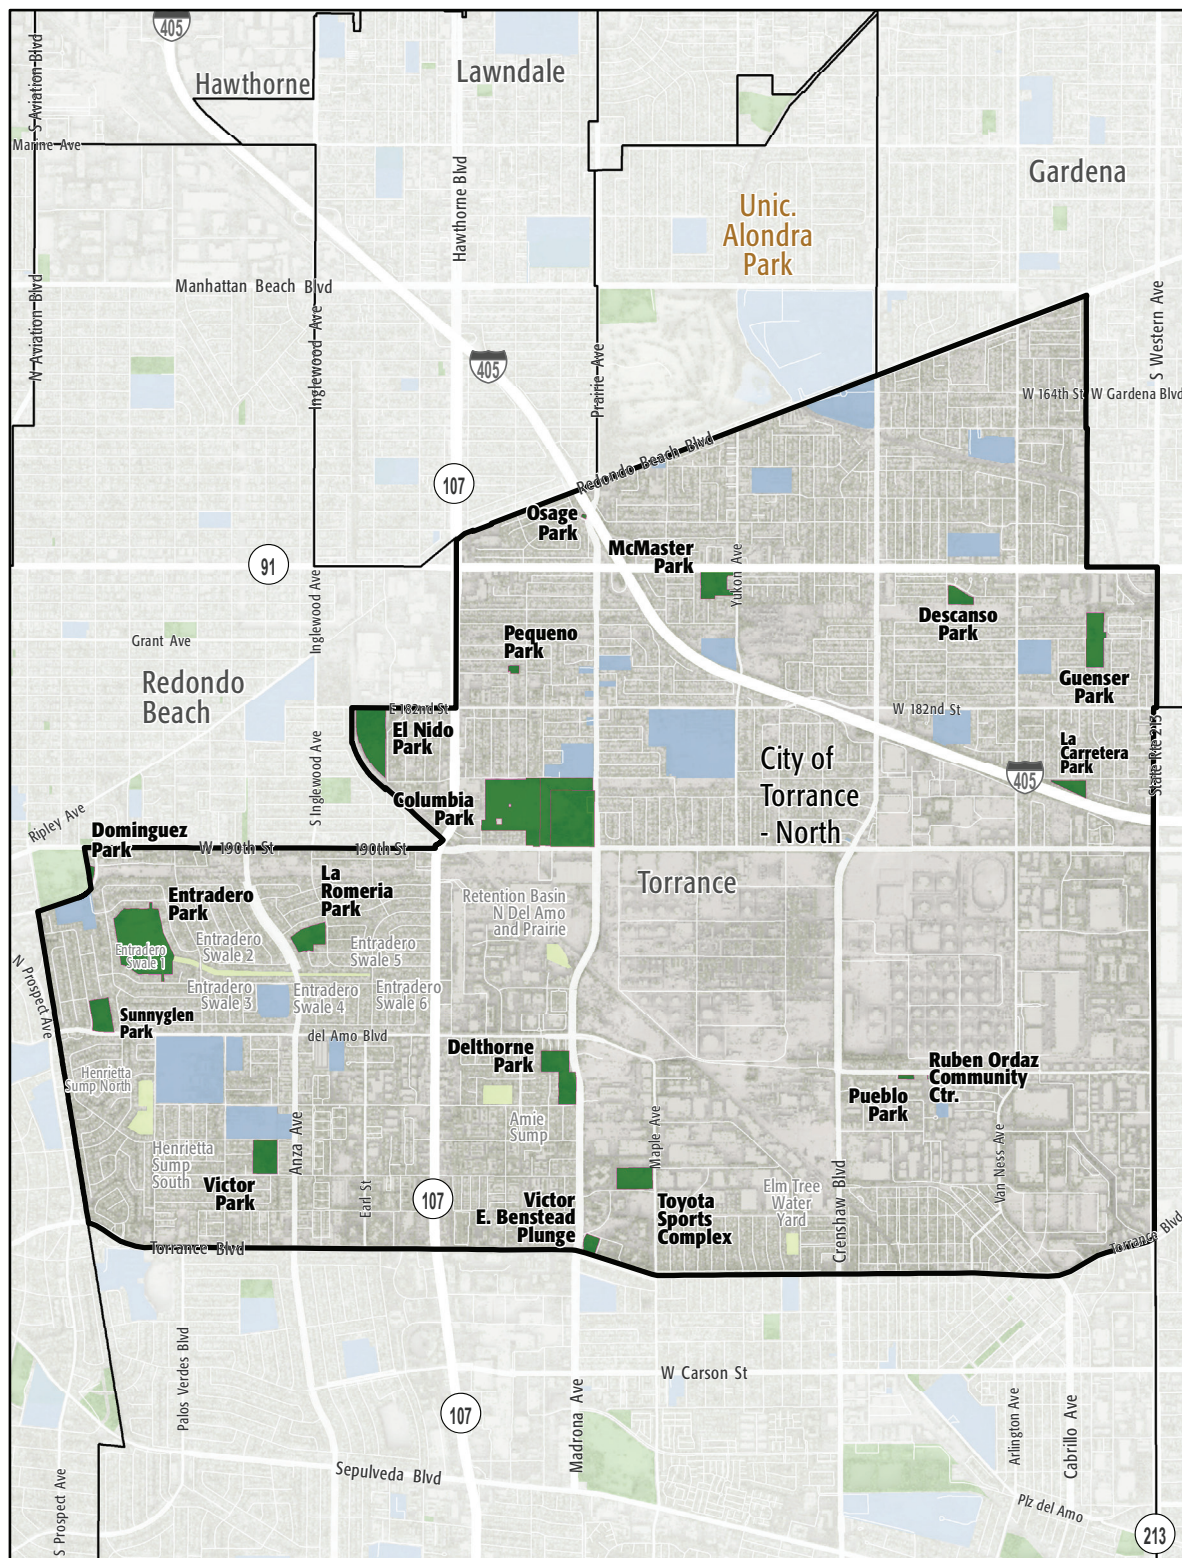 405
Hawthorne
Lawndale
S Aviation Blvd
Marine Ave
Hawthorne Blvd
Gardena
Unic.
Alondra
Park
N Aviation Blvd
Manhattan Beach Blvd
Inglewood Ave
Prairie Ave
S Western Ave
405
W 164th St
W Gardena Blvd
Redondo Beach Blvd
107
Osage
Park
McMaster
Park
Yukon Ave
91
Inglewood Ave
Descanso
Park
Grant Ave
Pequeno
Park
Guenser
Park
Redondo
Beach
E 182nd St
W 182nd St
El Nido
Park
La
Carretera
Park
State Rte 213
405
City of
Torrance
- North
S Inglewood Ave
Columbia
Park
Ripley Ave
Dominguez
Park
W 190th St
190th St
La
Romeria
Park
Torrance
Entradero
Park
Retention Basin
N Del Amo
and Prairie
Entradero
Swale 1
Entradero
Swale 2
Entradero
Swale 5
N Prospect Ave
Entradero
Swale 3
Entradero
Swale 4
Entradero
Swale 6
Sunnyglen
Park
del Amo Blvd
Delthorne
Park
Ruben Ordaz
Community
Ctr.
Henrietta
Sump North
Pueblo
Park
Amie
Sump
Anza Ave
Maple Ave
Van Ness Ave
Henrietta
Sump
South
Victor
Park
Earl St
107
Victor
E. Benstead
Plunge
Toyota
Sports
Complex
Elm Tree
Water
Yard
Crenshaw Blvd
Torrance Blvd
Torrance Blvd
Palos Verdes Blvd
W Carson St
107
Madrona Ave
Arlington Ave
Cabrillo Ave
Sepulveda Blvd
S Prospect Ave
Plz del Amo
213